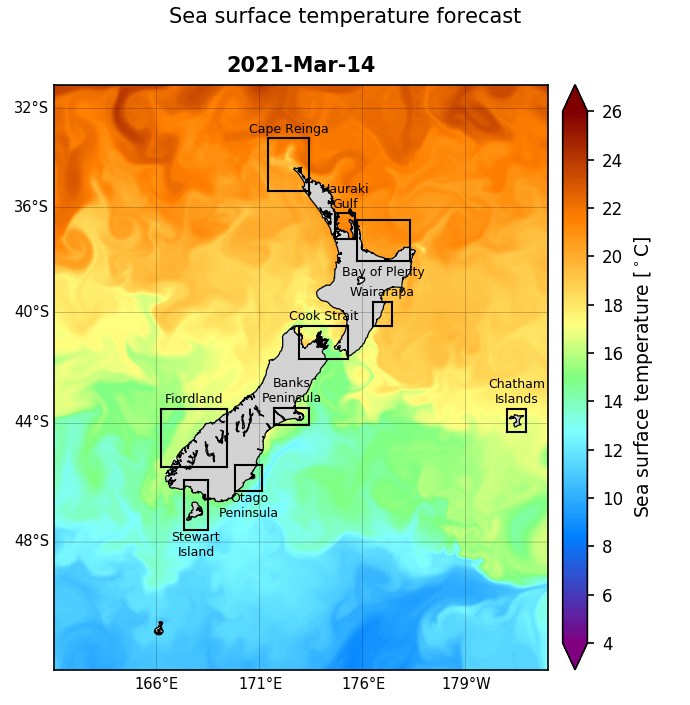 Sea surface temperature forecast
2021-Mar-14
32°S
36°S
40°S
44°S
48°S
Cape Reinga
Hauraki
Gulf
Bay of Plenty
Wairarapa
Cook Strait
Banks
Peninsula
Fiordland
Chatham
Islands
Otago
Peninsula
Stewart
Island
166°E
171°E
176°E
179°W
26
24
22
20
18
16
14
12
10
8
6
4
Sea surface temperature [°C]